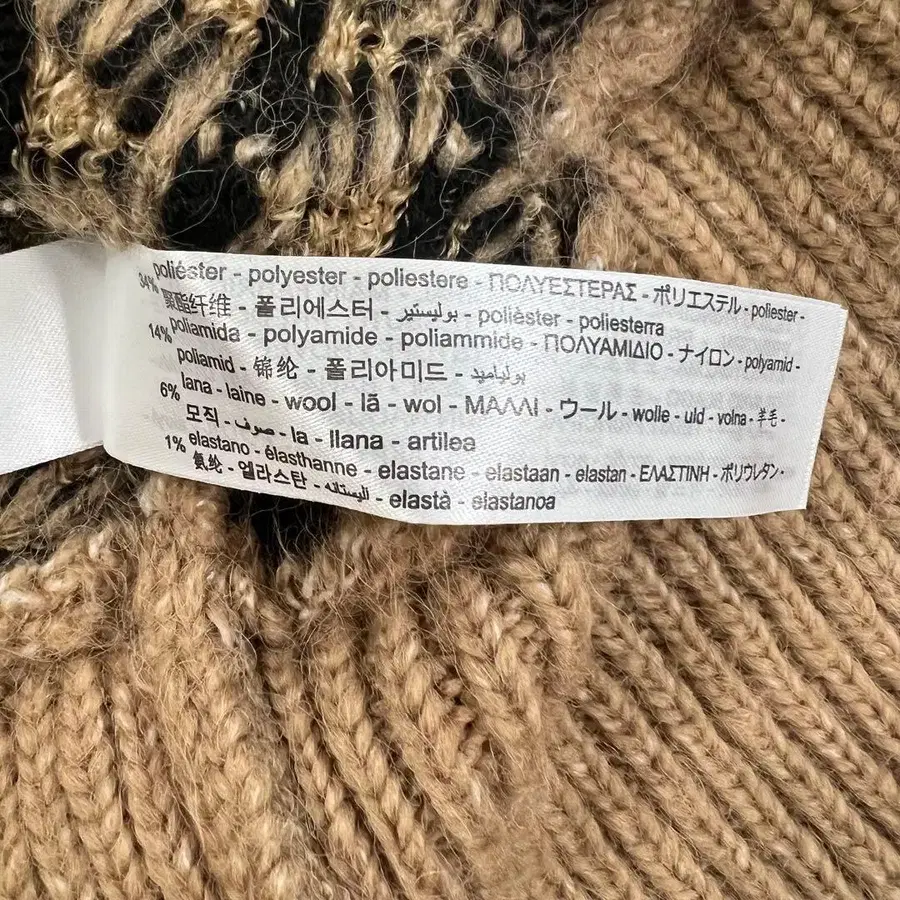 34% poliéster - polyester - poliestere - ΠΟΛΥΕΣΤΕΡΑΣ - ポリエステル - poliester -
聚酯纤维 - 폴리에스터 - بوليستير - polièster - poliesterra
14% poliamida - polyamide - poliammide - ΠΟΛΥΑΜΙΔΙΟ - ナイロン - polyamid -
poliamid - 锦纶 - 폴리아미드 - بولياميد
6% lana - laine - wool - lã - wol - ΜΑΛΛΙ - ウール - wolle - uld - volna - 羊毛 -
모직 - صوف - la - llana - artilea
1% elastano - élasthanne - elastane - elastaan - elastan - ΕΛΑΣΤΙΝΗ - ポリウレタン -
氨纶 - 엘라스탄 - اليستان - elastà - elastanoa